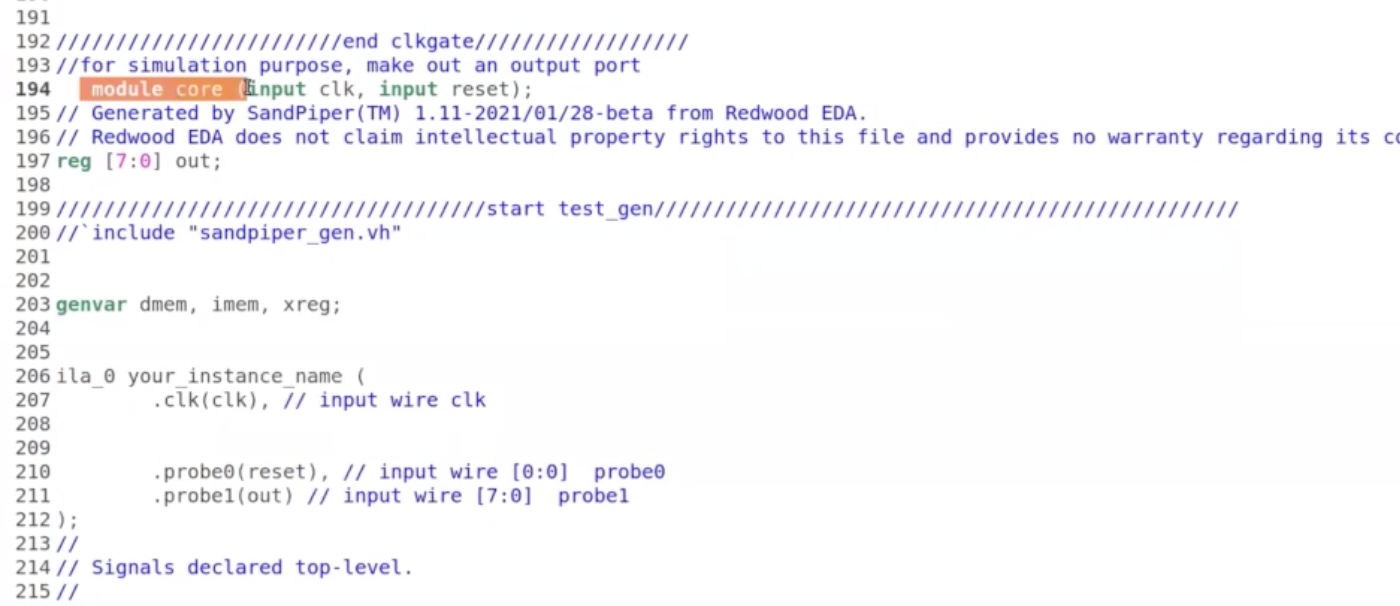 191
192 ////////////////////////end clkgate//////////////////
193 //for simulation purpose, make out an output port
194 module core (input clk, input reset);
195 // Generated by SandPiper(TM) 1.11-2021/01/28-beta from Redwood EDA.
196 // Redwood EDA does not claim intellectual property rights to this file and provides no warranty regarding its
197 reg [7:0] out;
198
199 ////////////////////////////////////start test_gen/////////////////////////////////////////////////
200 //`include "sandpiper_gen.vh"
201
202
203 genvar dmem, imem, xreg;
204
205
206 ila_0 your_instance_name (
207 .clk(clk), // input wire clk
208
209
210 .probe0(reset), // input wire [0:0]  probe0
211 .probe1(out) // input wire [7:0]  probe1
212 );
213 //
214 // Signals declared top-level.
215 //